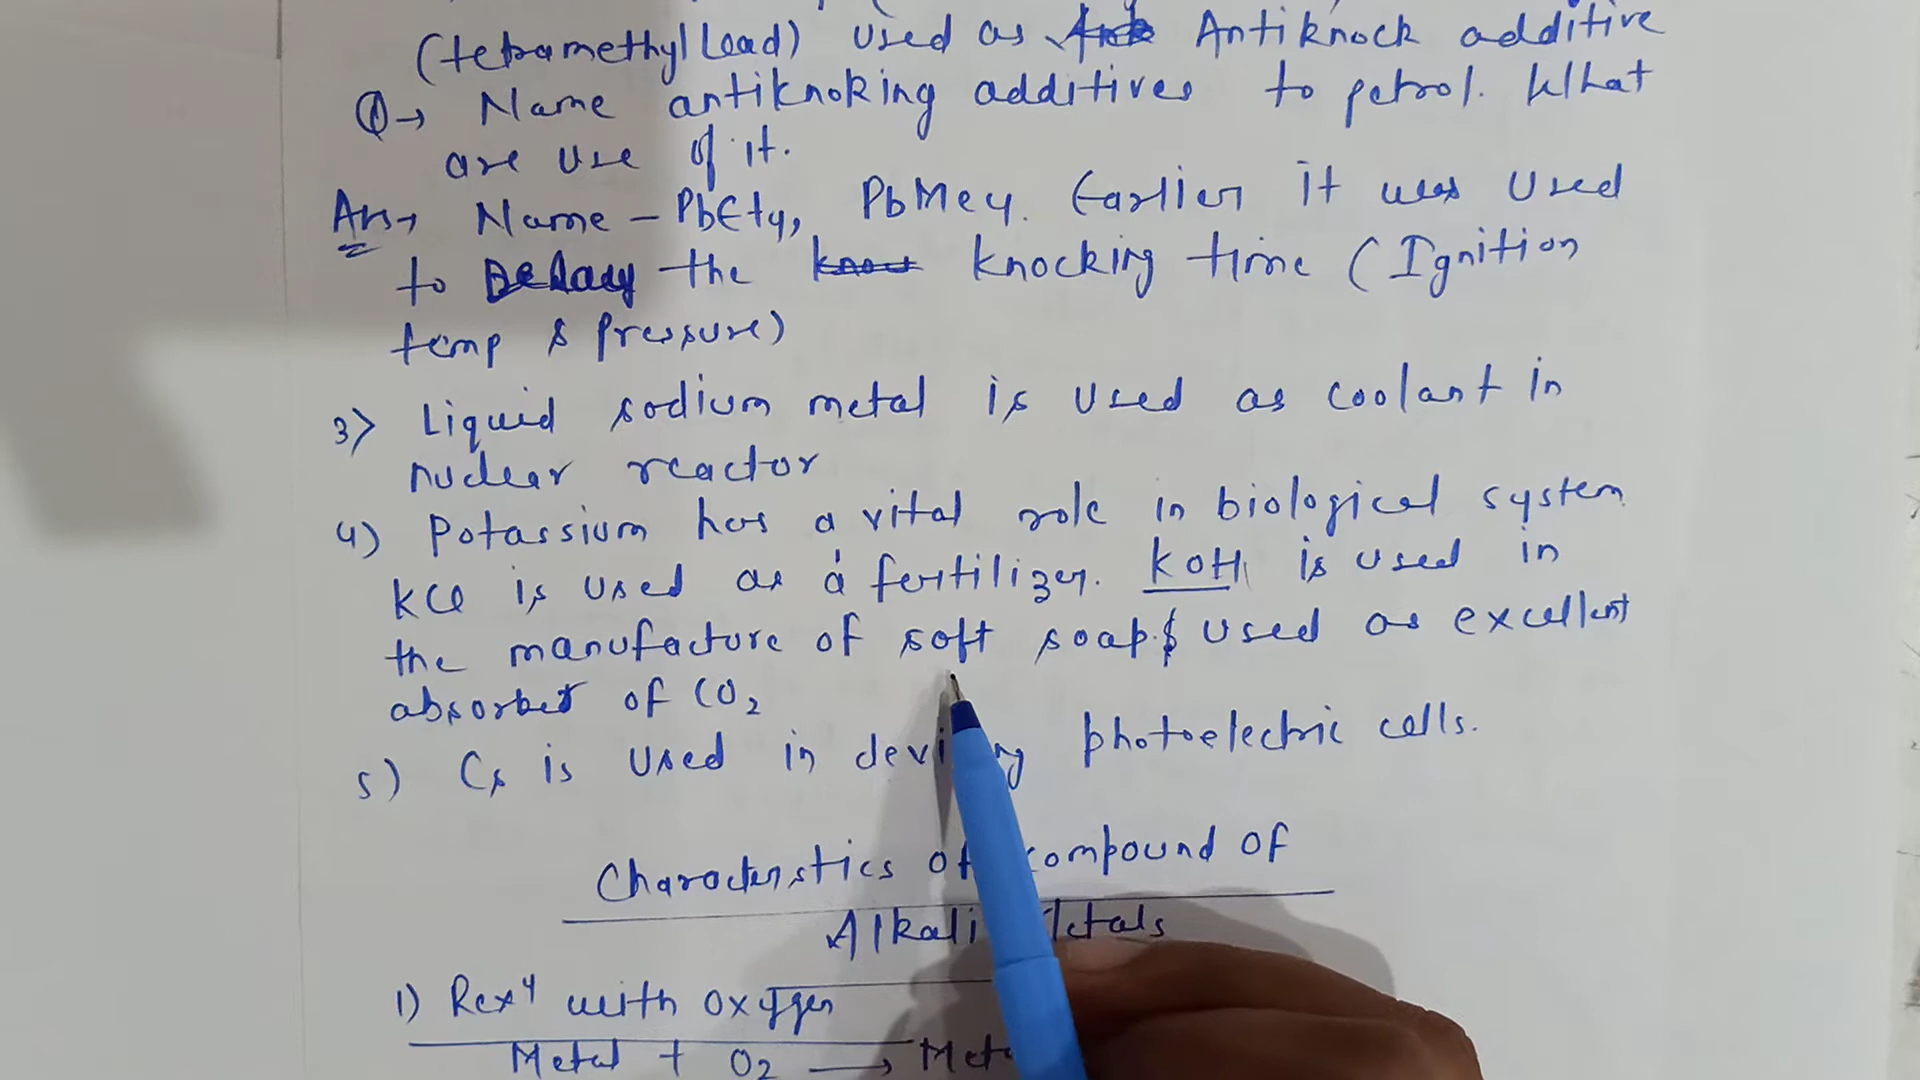 (tetramethyl Lead) used as Antiknock additive
Q→ Name antiknoking additives to petrol. What
are use of it.
Ans→ Name - PbEt4, PbMe4. Earlier it was used
to Delay the knocking time (Ignition
temp & Pressure)
3) Liquid sodium metal is used as coolant in
nuclear reactor
4) Potassium has a vital role in biological system
KCl is used as a fertilizer. KOH is used in
the manufacture of soft soap & used as excellent
absorber of CO2
5) Cs is used in photoelectric cells.
Characterstics of compound of
Alkali Metals
1) Rexn with oxygen
Metal + O2 →